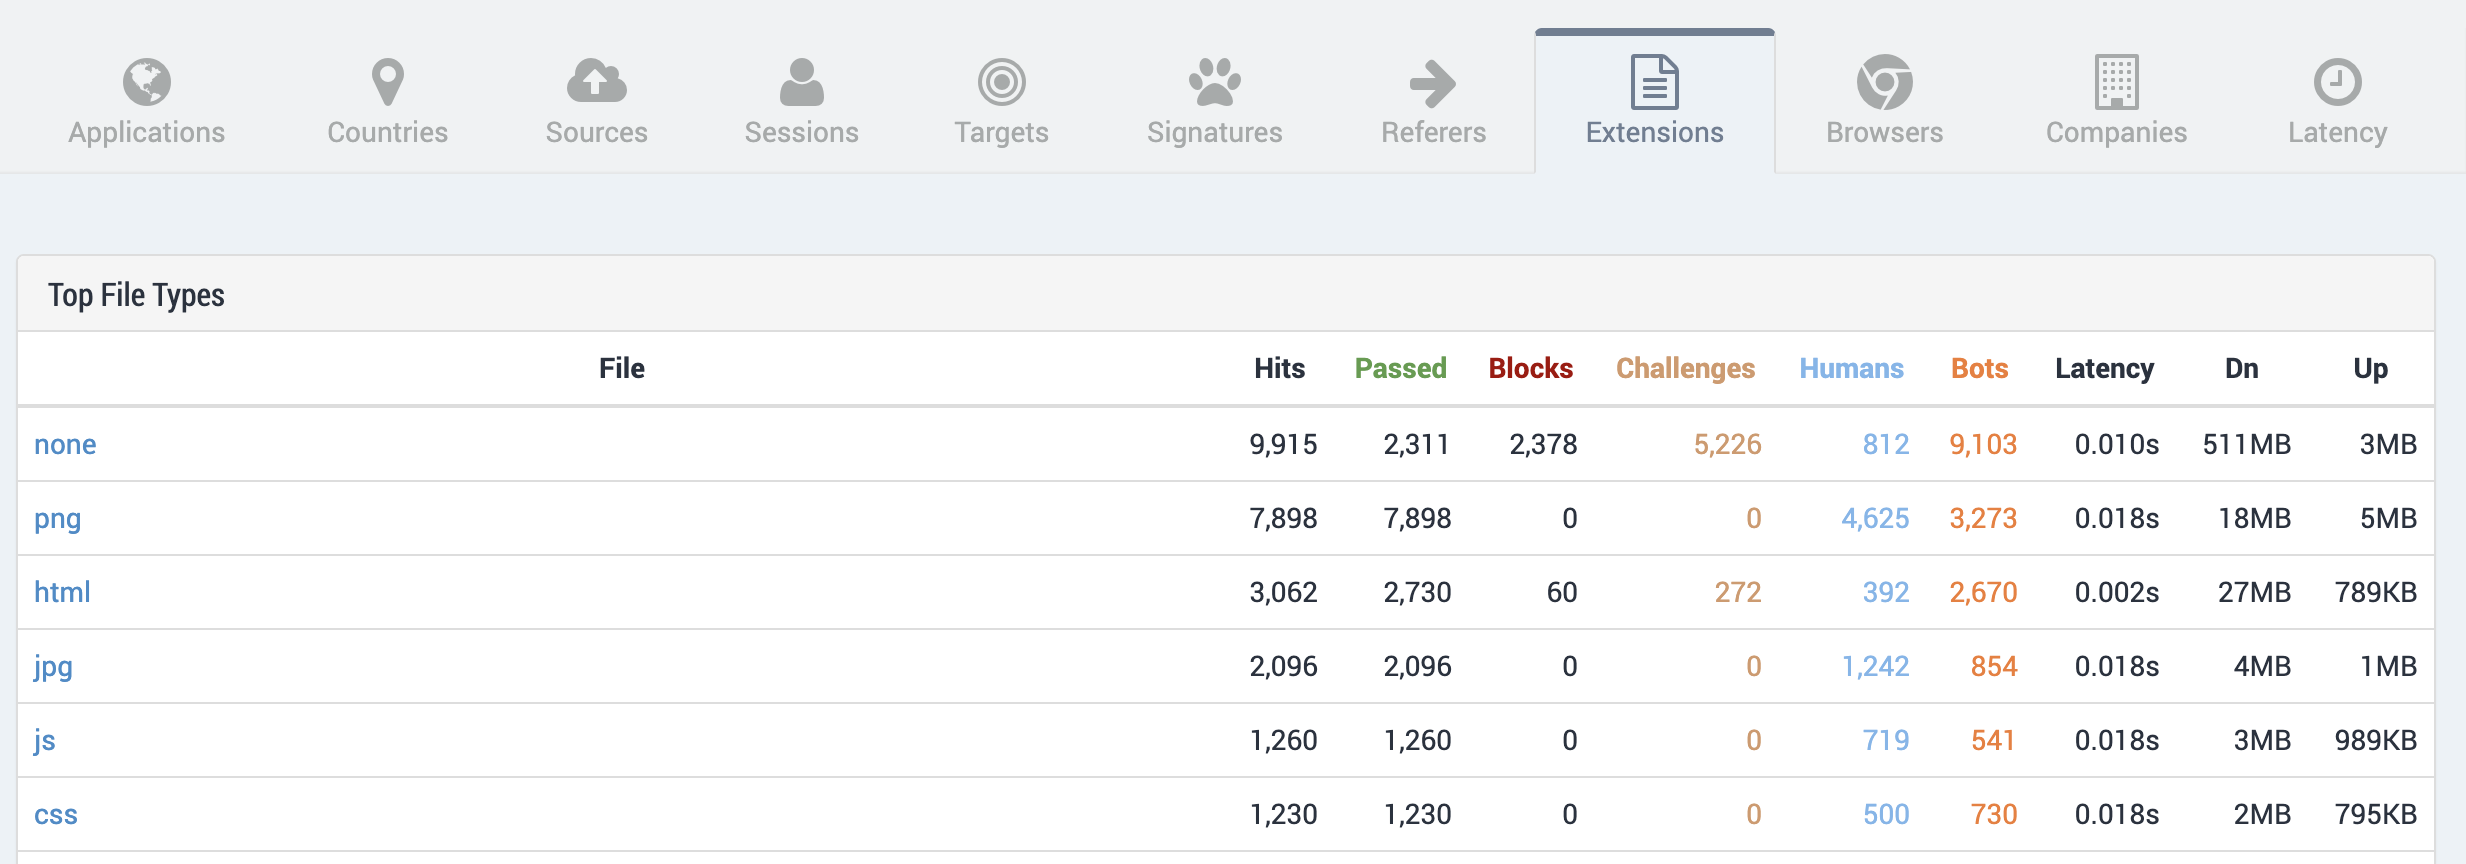 Applications Countries Sources Sessions Targets Signatures Referers Extensions Browsers Companies Latency
Top File Types
File Hits Passed Blocks Challenges Humans Bots Latency Dn Up
none 9,915 2,311 2,378 5,226 812 9,103 0.010s 511MB 3MB
png 7,898 7,898 0 0 4,625 3,273 0.018s 18MB 5MB
html 3,062 2,730 60 272 392 2,670 0.002s 27MB 789KB
jpg 2,096 2,096 0 0 1,242 854 0.018s 4MB 1MB
js 1,260 1,260 0 0 719 541 0.018s 3MB 989KB
css 1,230 1,230 0 0 500 730 0.018s 2MB 795KB